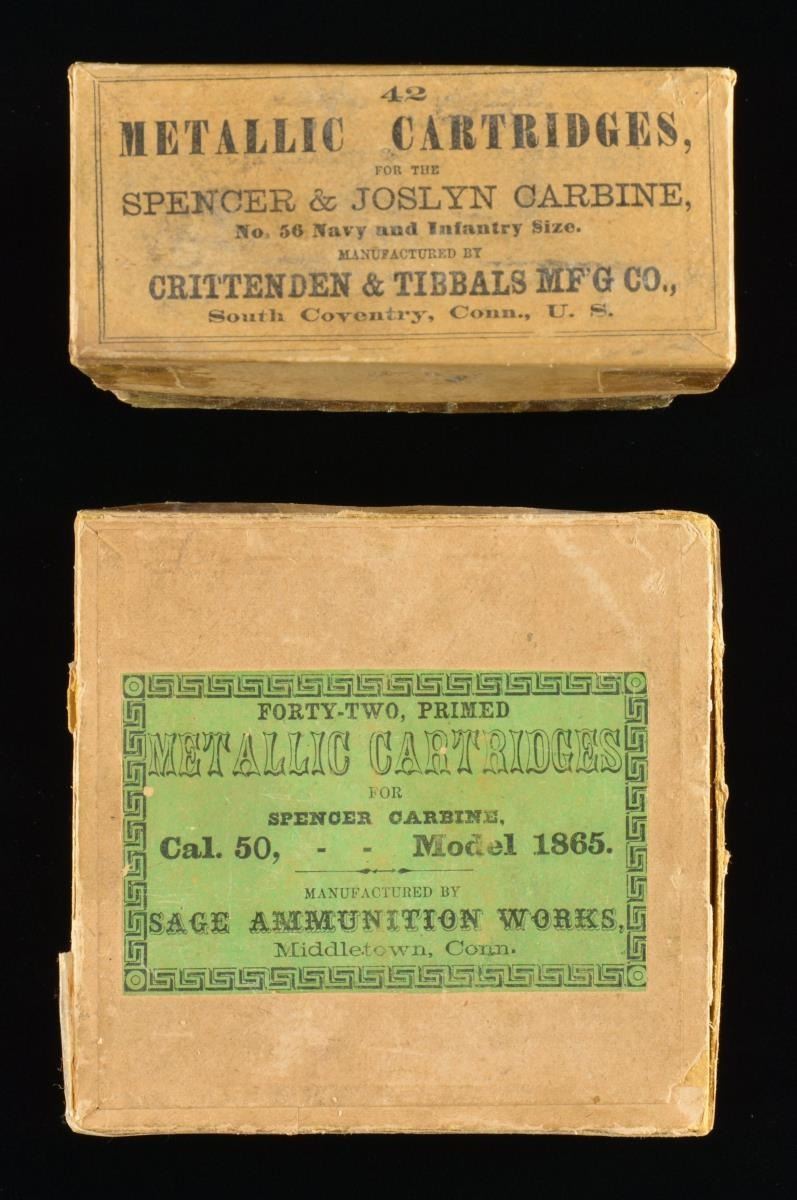 42
METALLIC CARTRIDGES,
FOR THE
SPENCER & JOSLYN CARBINE,
No. 56 Navy and Infantry Size.
MANUFACTURED BY
CRITTENDEN & TIBBALS MF'G CO.,
South Coventry, Conn., U. S.
FORTY-TWO, PRIMED
METALLIC CARTRIDGES
FOR
SPENCER CARBINE,
Cal. 50, - - Model 1865.
MANUFACTURED BY
SAGE AMMUNITION WORKS,
Middletown, Conn.